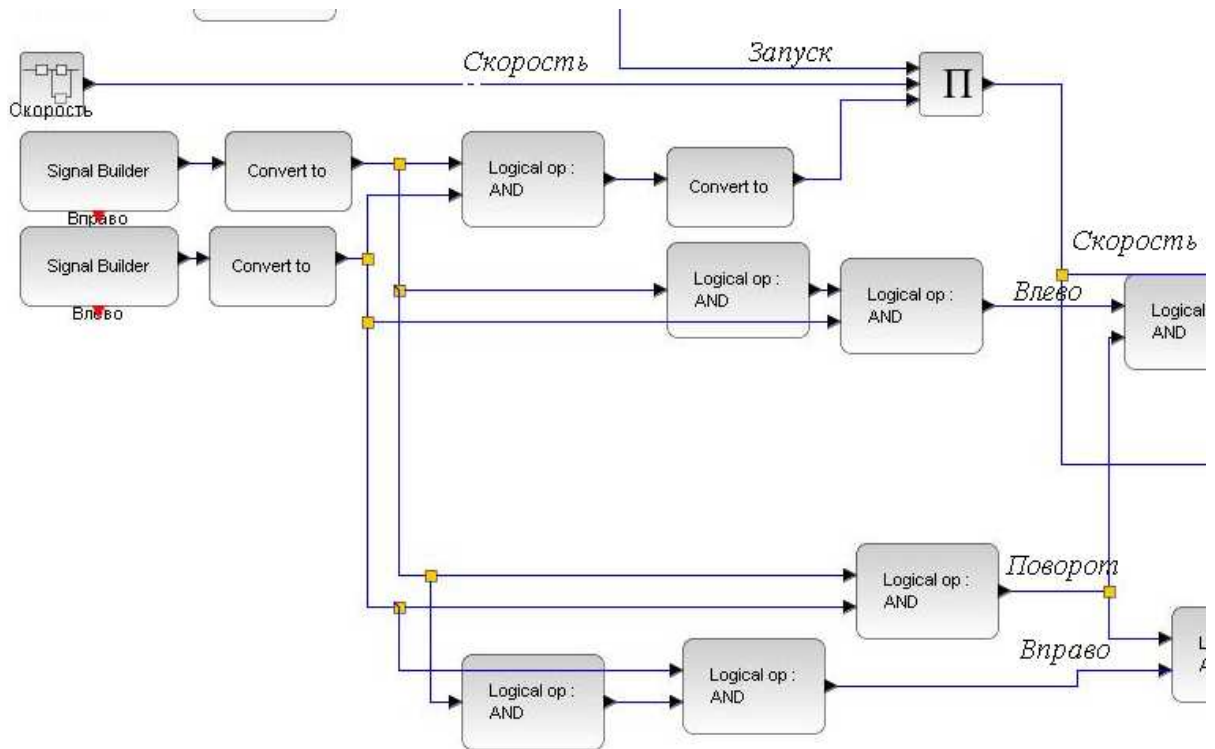 Скорость
Запуск
П
Скорость
Signal Builder
Convert to
Logical op :
AND
Convert to
Вправо
Signal Builder
Convert to
Влево
Logical op :
AND
Logical op :
AND
Скорость
Влево
Logical
AND
Logical op :
AND
Поворот
Logical op :
AND
Logical op :
AND
Вправо
L
A